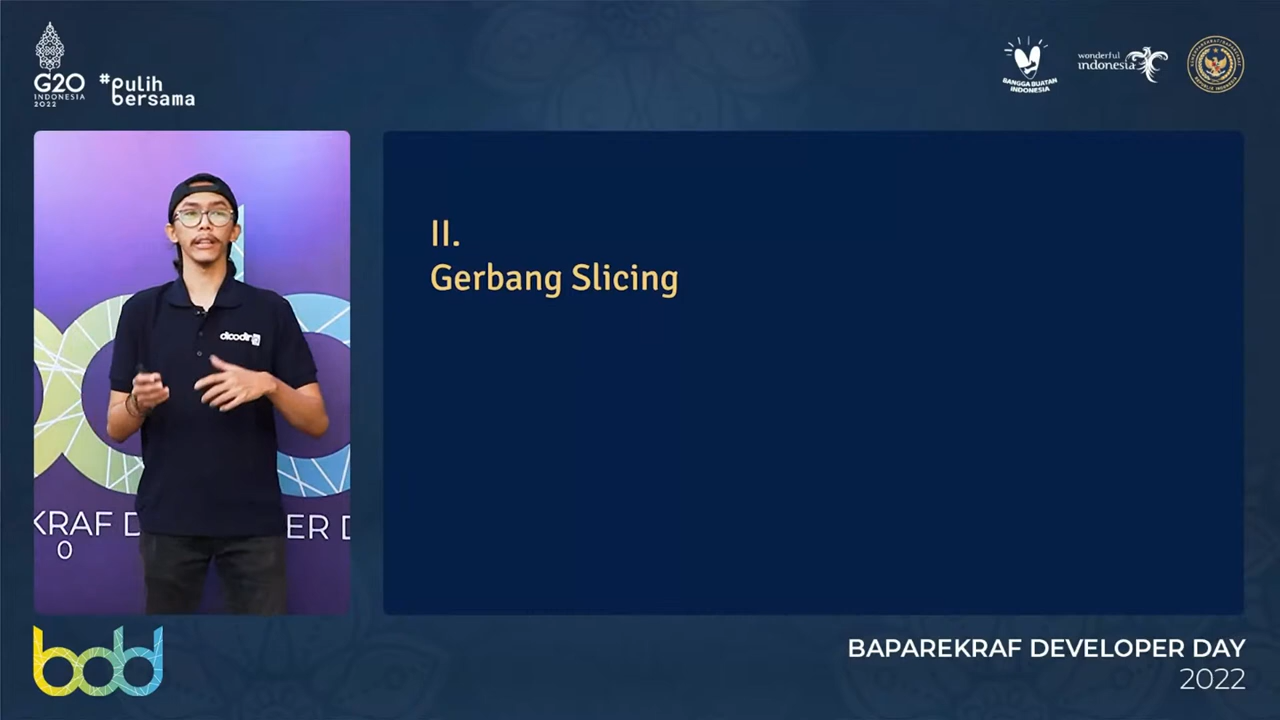 G20
INDONESIA
2022
#pulih
bersama
BANGGA BUATAN
INDONESIA
wonderful
indonesia
II.
Gerbang Slicing
dicoding
KRAF D
ER D
0
bdd
BAPAREKRAF DEVELOPER DAY
2022